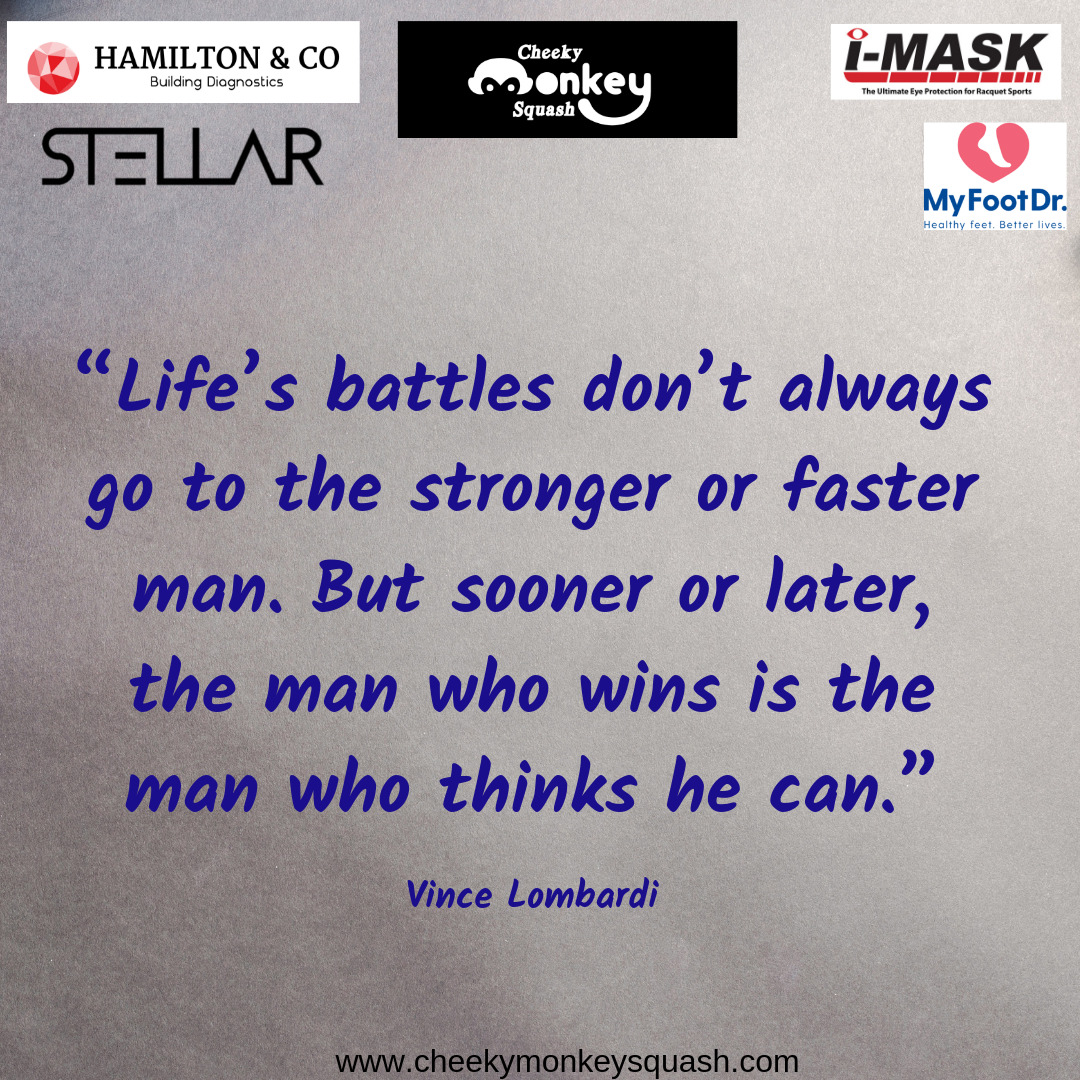 HAMILTON & CO
Building Diagnostics
STELLAR
Cheeky
monkey
Squash
i-MASK
The Ultimate Eye Protection for Racquet Sports
MyFootDr.
Healthy feet. Better lives.
“Life’s battles don’t always
go to the stronger or faster
man. But sooner or later,
the man who wins is the
man who thinks he can.”
Vince Lombardi
www.cheekymonkeysquash.com